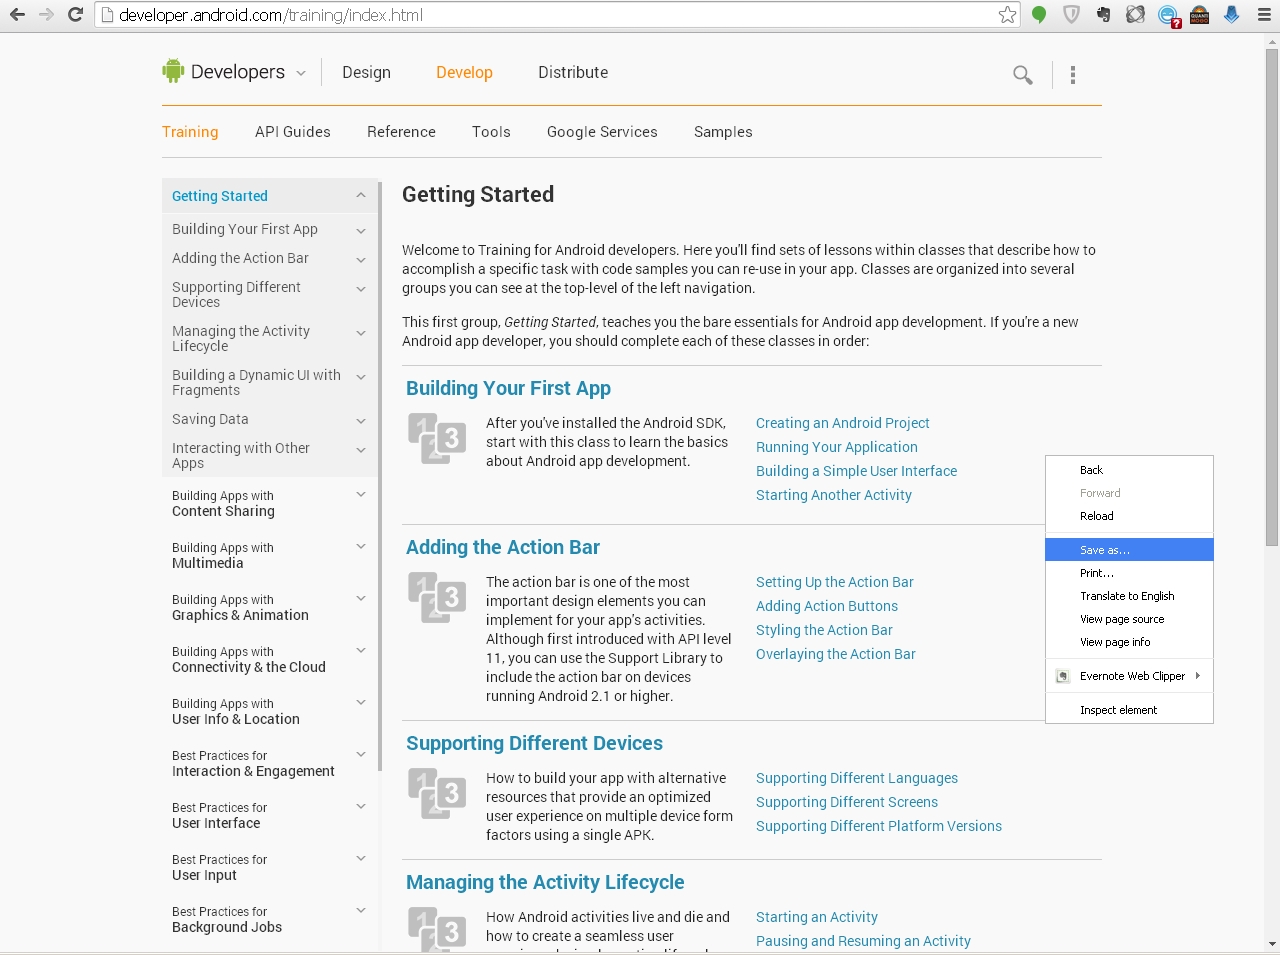 developer.android.com/training/index.html
?
QUANT
MOBO
Developers
Design
Develop
Distribute
Training
API Guides
Reference
Tools
Google Services
Samples
Getting Started
Building Your First App
Adding the Action Bar
Supporting Different
Devices
Managing the Activity
Lifecycle
Building a Dynamic UI with
Fragments
Saving Data
Interacting with Other
Apps
Building Apps with
Content Sharing
Building Apps with
Multimedia
Building Apps with
Graphics & Animation
Building Apps with
Connectivity & the Cloud
Building Apps with
User Info & Location
Best Practices for
Interaction & Engagement
Best Practices for
User Interface
Best Practices for
User Input
Best Practices for
Background Jobs
Getting Started
Welcome to Training for Android developers. Here you'll find sets of lessons within classes that describe how to
accomplish a specific task with code samples you can re-use in your app. Classes are organized into several
groups you can see at the top-level of the left navigation.
This first group, Getting Started, teaches you the bare essentials for Android app development. If you're a new
Android app developer, you should complete each of these classes in order:
Building Your First App
1
2
3
After you've installed the Android SDK,
start with this class to learn the basics
about Android app development.
Creating an Android Project
Running Your Application
Building a Simple User Interface
Starting Another Activity
Adding the Action Bar
1
2
3
The action bar is one of the most
important design elements you can
implement for your app's activities.
Although first introduced with API level
11, you can use the Support Library to
include the action bar on devices
running Android 2.1 or higher.
Setting Up the Action Bar
Adding Action Buttons
Styling the Action Bar
Overlaying the Action Bar
Supporting Different Devices
1
2
3
How to build your app with alternative
resources that provide an optimized
user experience on multiple device form
factors using a single APK.
Supporting Different Languages
Supporting Different Screens
Supporting Different Platform Versions
Managing the Activity Lifecycle
1
2
3
How Android activities live and die and
how to create a seamless user
Starting an Activity
Pausing and Resuming an Activity
Back
Forward
Reload
Save as...
Print...
Translate to English
View page source
View page info
Evernote Web Clipper
Inspect element